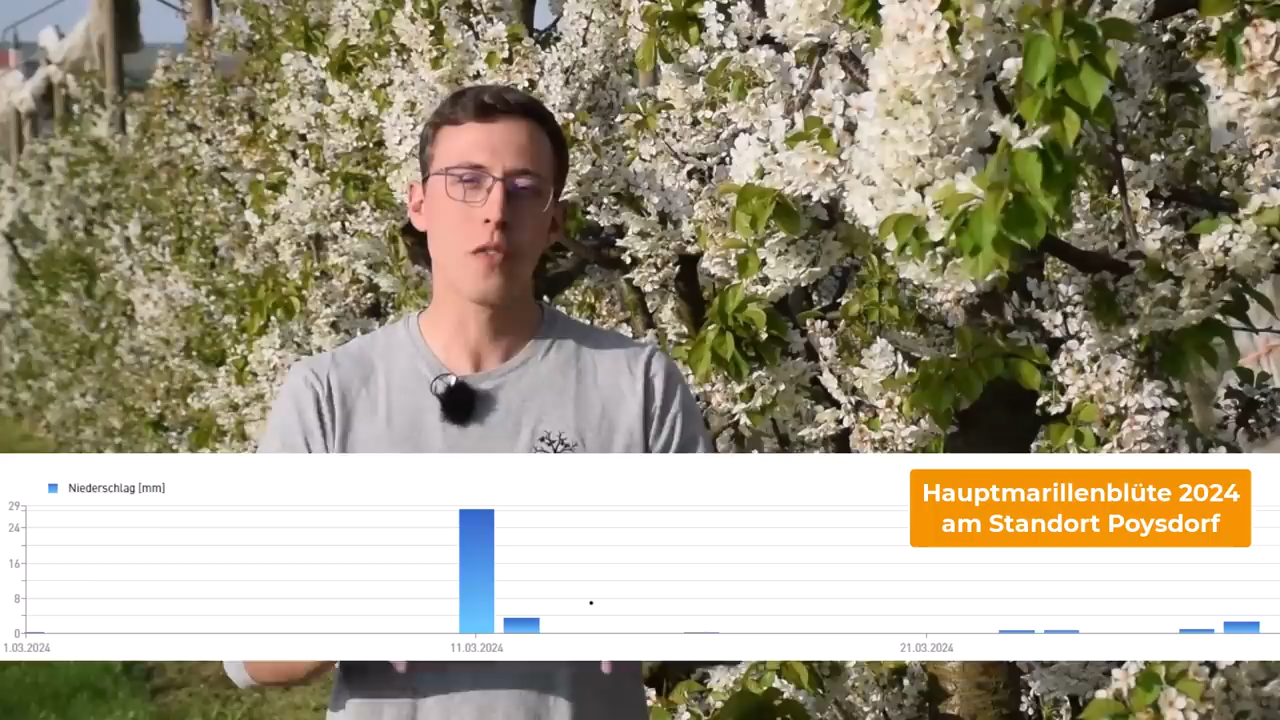 Niederschlag [mm]
Hauptmarillenblüte 2024
am Standort Poysdorf
29
24
16
8
0
1.03.2024
11.03.2024
21.03.2024